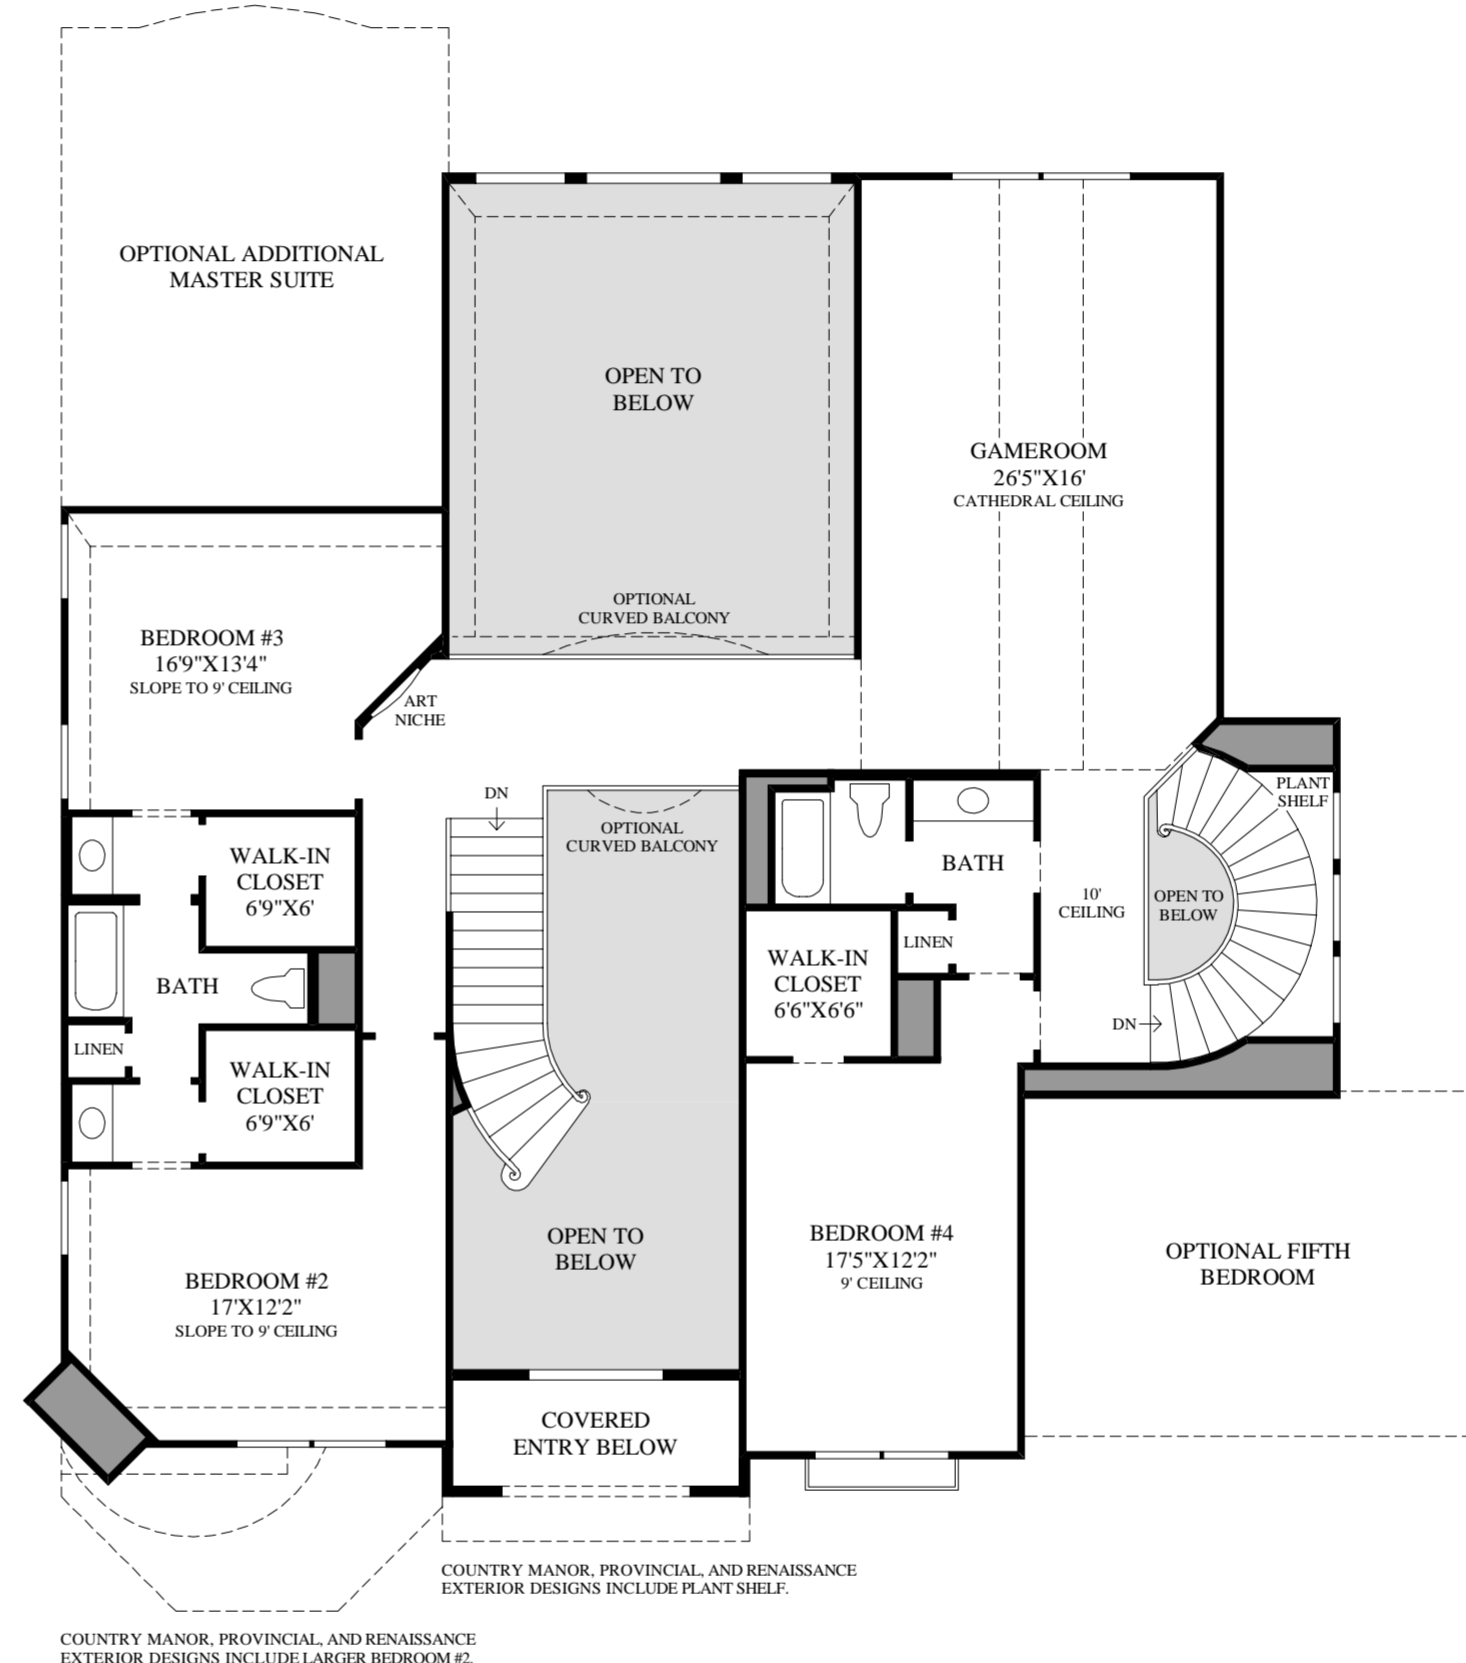 OPTIONAL ADDITIONAL
MASTER SUITE
OPEN TO
BELOW
GAMEROOM
26'5"X16'
CATHEDRAL CEILING
OPTIONAL
CURVED BALCONY
BEDROOM #3
16'9"X13'4"
SLOPE TO 9' CEILING
ART
NICHE
DN
OPTIONAL
CURVED BALCONY
PLANT
SHELF
WALK-IN
CLOSET
6'9"X6'
BATH
10'
CEILING
OPEN TO
BELOW
LINEN
WALK-IN
CLOSET
6'6"X6'6"
BATH
DN
LINEN
WALK-IN
CLOSET
6'9"X6'
OPEN TO
BELOW
BEDROOM #4
17'5"X12'2"
9' CEILING
OPTIONAL FIFTH
BEDROOM
BEDROOM #2
17'X12'2"
SLOPE TO 9' CEILING
COVERED
ENTRY BELOW
COUNTRY MANOR, PROVINCIAL, AND RENAISSANCE
EXTERIOR DESIGNS INCLUDE PLANT SHELF.
COUNTRY MANOR, PROVINCIAL, AND RENAISSANCE
EXTERIOR DESIGNS INCLUDE LARGER BEDROOM #2.